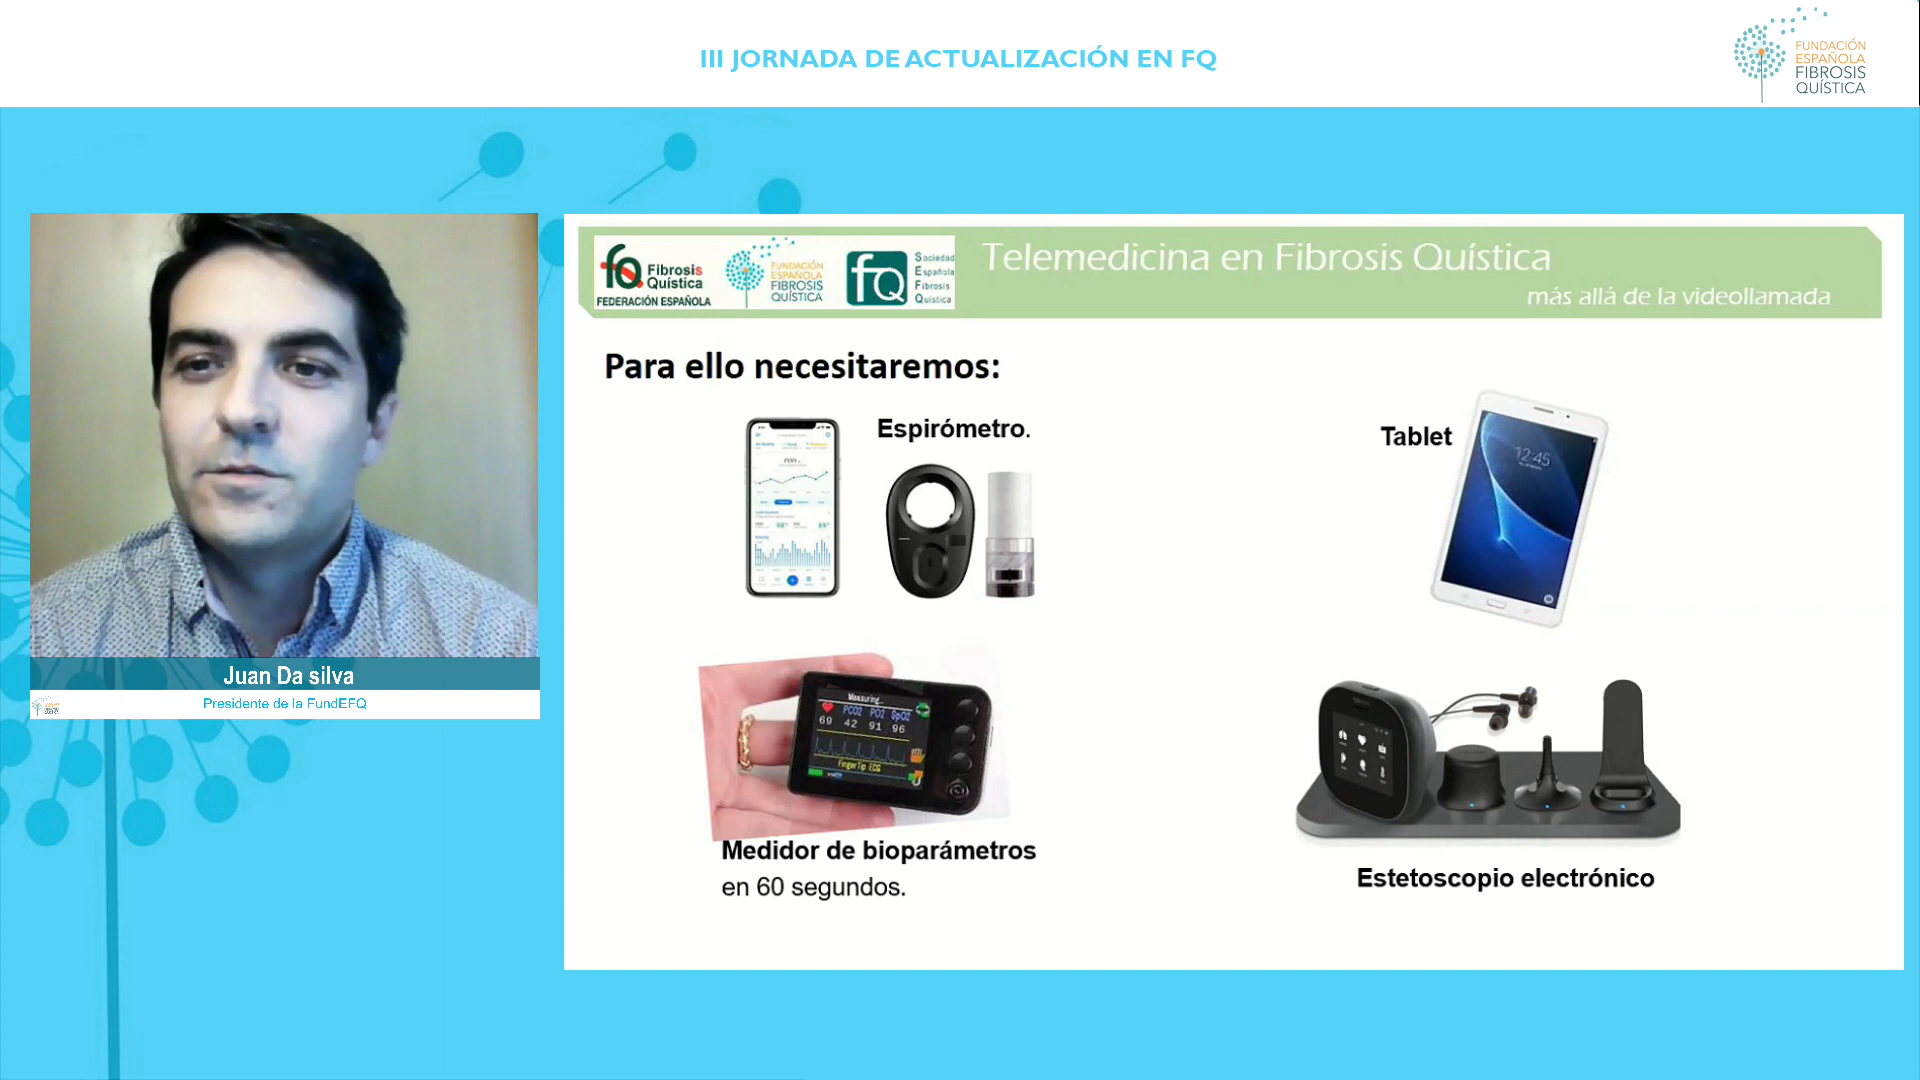 III JORNADA DE ACTUALIZACIÓN EN FQ
FUNDACIÓN
ESPAÑOLA
FIBROSIS
QUÍSTICA
fQ Fibrosis
Quística
FEDERACIÓN ESPAÑOLA
FUNDACIÓN
ESPAÑOLA
FIBROSIS
QUÍSTICA
fQ
Sociedad
Española
Fibrosis
Quística
Telemedicina en Fibrosis Quística
más allá de la videollamada
Para ello necesitaremos:
Espirómetro.
Tablet
12:45
Measuring..
PCO2 PO2 SpO2
69 42 91 96
FingerTip ECG
Medidor de bioparámetros
en 60 segundos.
Estetoscopio electrónico
Juan Da silva
Presidente de la FundEFQ